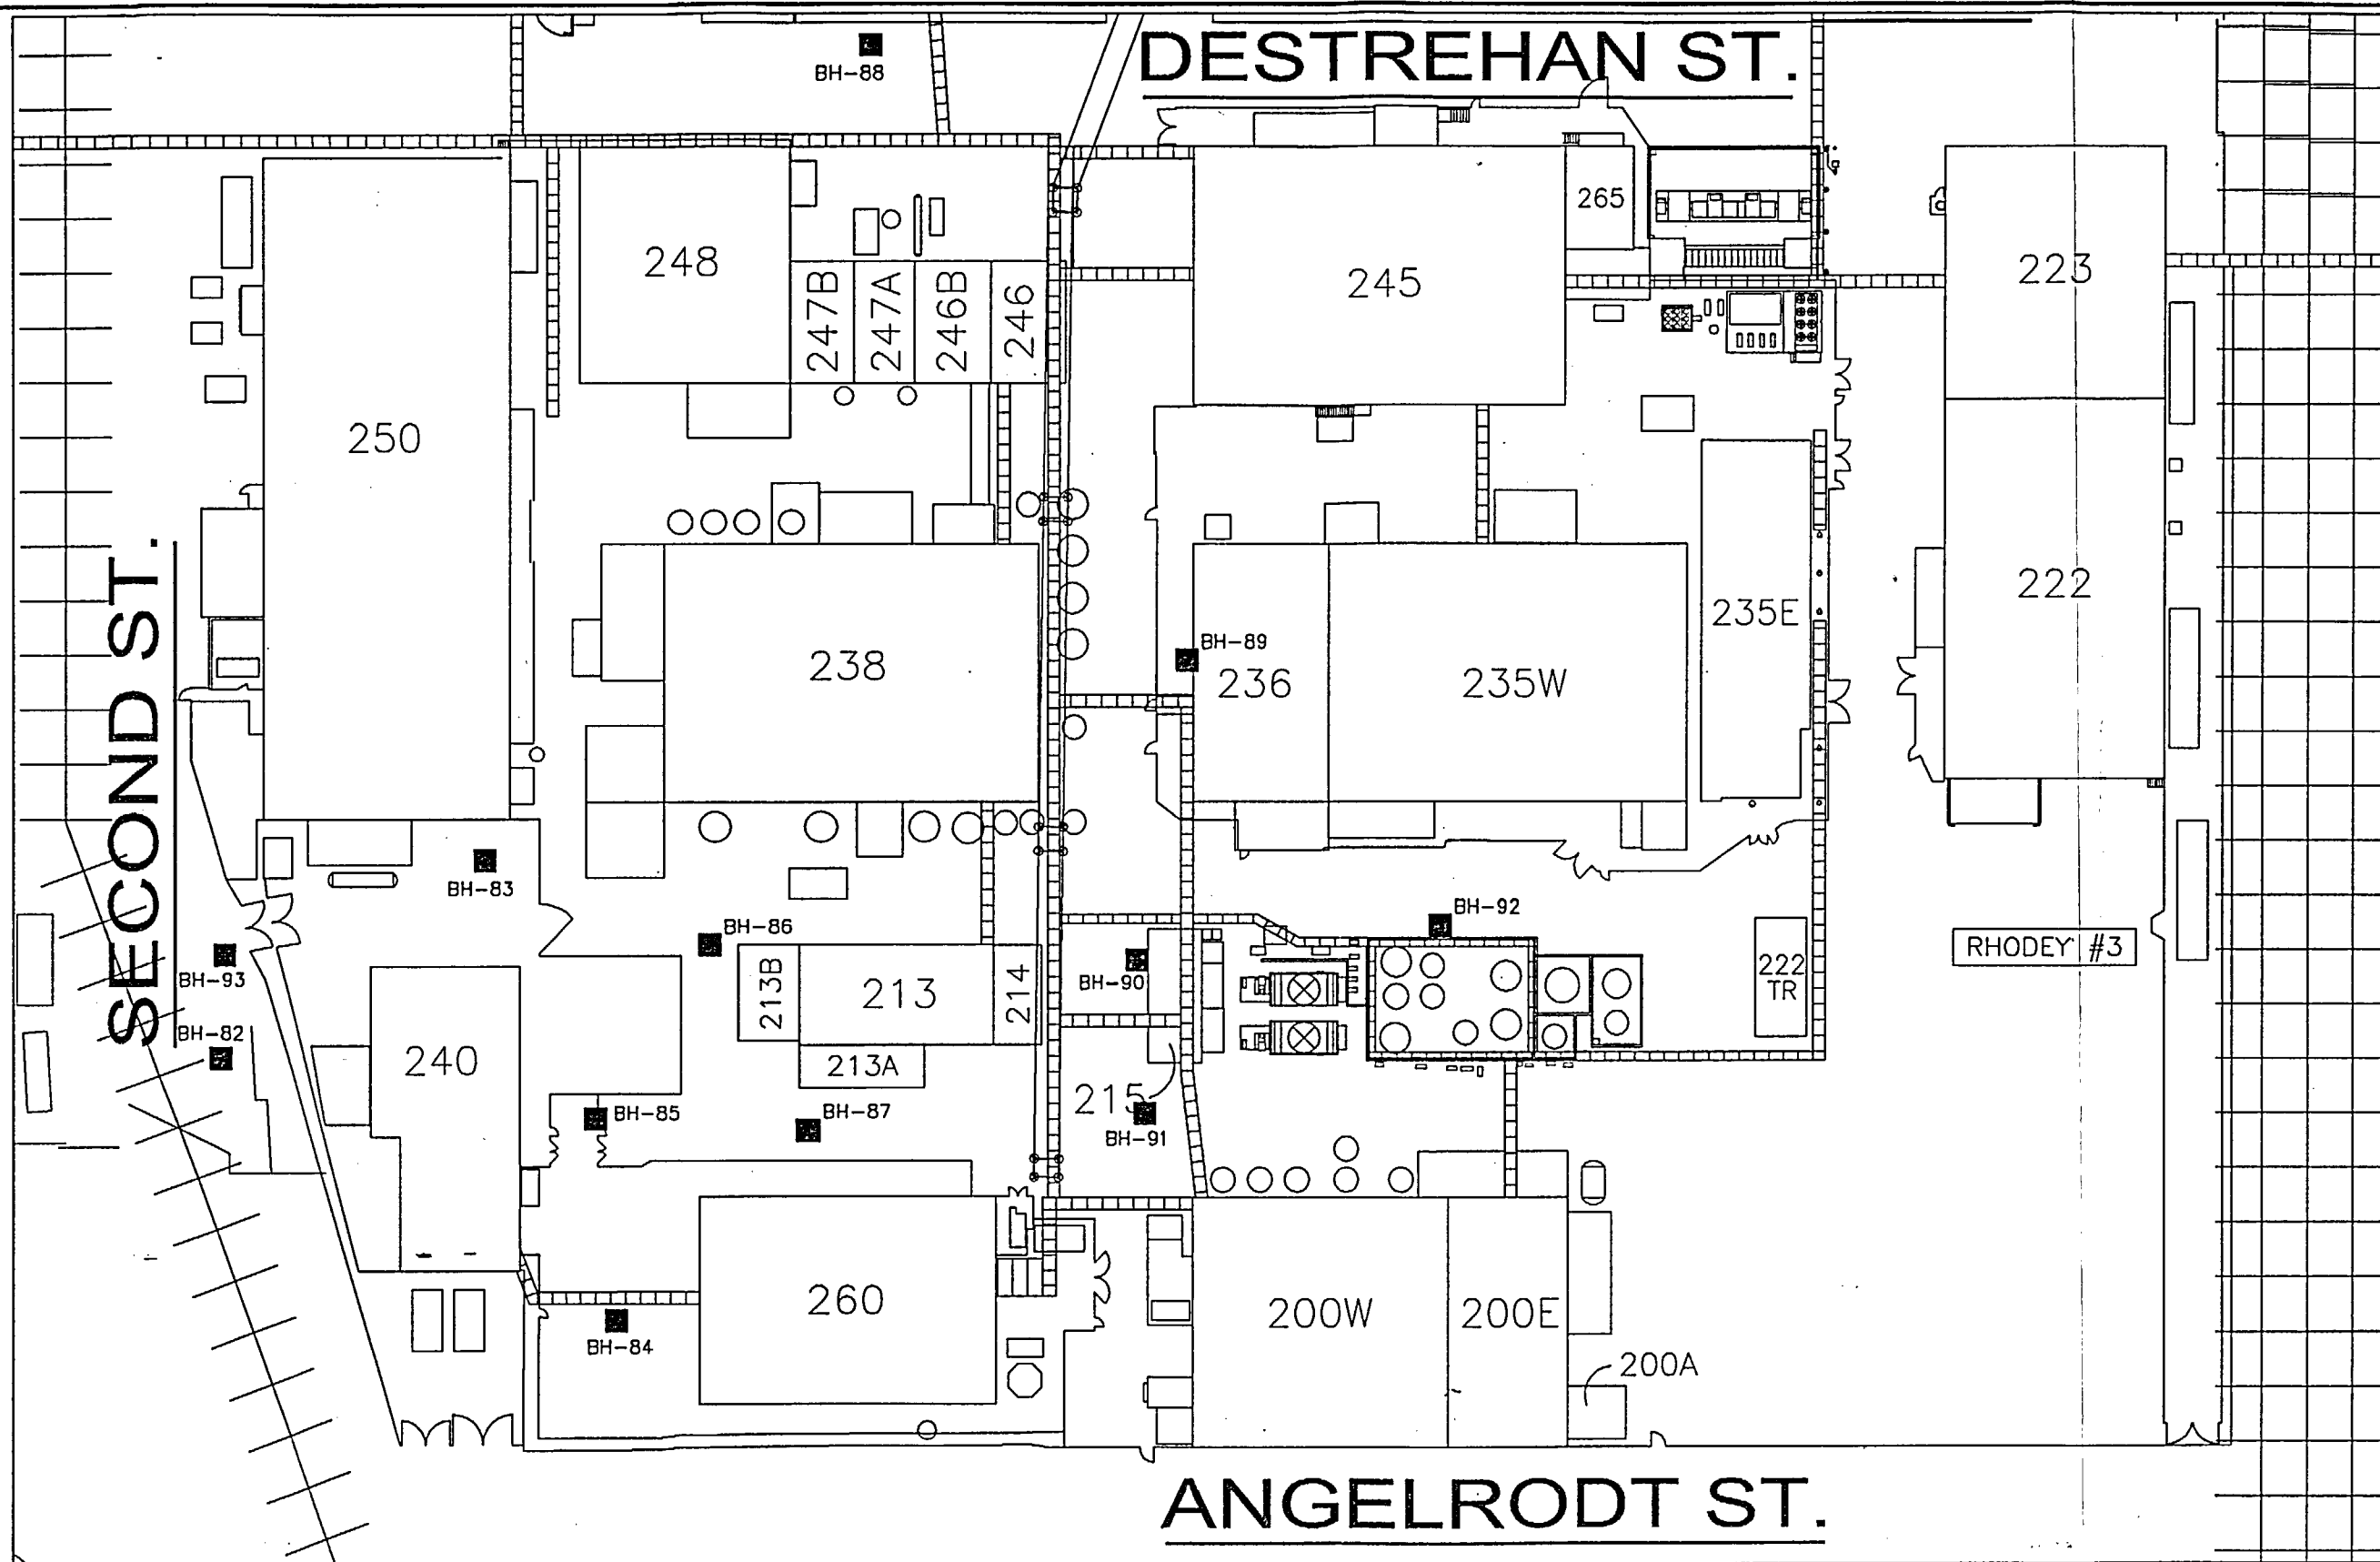 DESTREHAN ST.
BH-88
265
248
245
223
247B
247A
246B
246
250
SECOND ST.
222
235E
BH-89
238
236
235W
BH-83
BH-86
BH-92
BH-93
RHODEY #3
222
TR
BH-90
213B
213
214
BH-82
240
213A
215
BH-85
BH-87
BH-91
260
200W
200E
BH-84
200A
ANGELRODT ST.